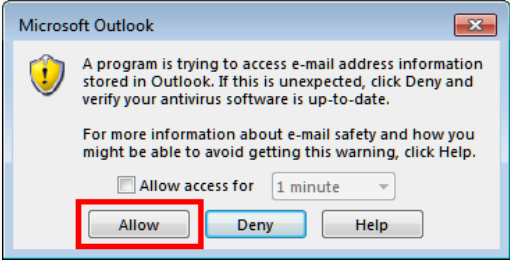 Microsoft Outlook
A program is trying to access e-mail address information
stored in Outlook. If this is unexpected, click Deny and
verify your antivirus software is up-to-date.
For more information about e-mail safety and how you
might be able to avoid getting this warning, click Help.
Allow access for 1 minute
Allow Deny Help